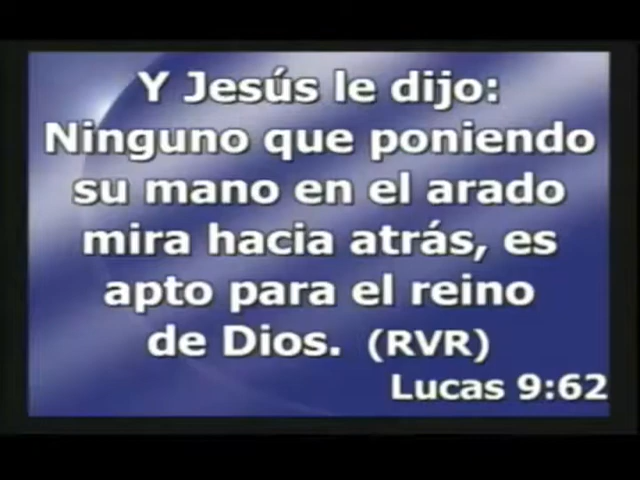 Y Jesús le dijo:
Ninguno que poniendo
su mano en el arado
mira hacia atrás, es
apto para el reino
de Dios. (RVR)
Lucas 9:62